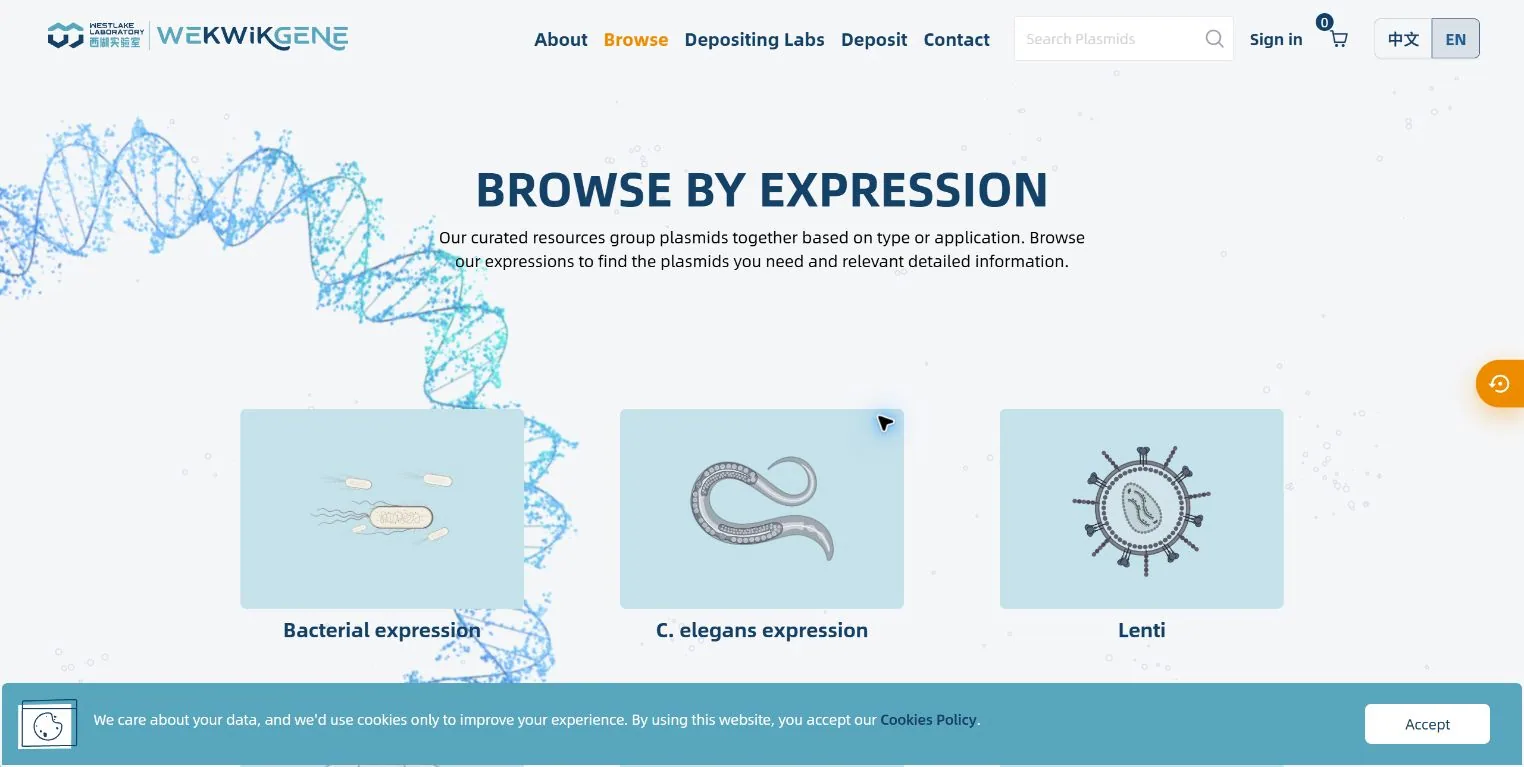 WESTLAKE
LABORATORY
西湖实验室
WEKWIKGENE
About Browse Depositing Labs Deposit Contact
Search Plasmids
Sign in
0
中文 EN
BROWSE BY EXPRESSION
Our curated resources group plasmids together based on type or application. Browse
our expressions to find the plasmids you need and relevant detailed information.
Bacterial expression
C. elegans expression
Lenti
We care about your data, and we'd use cookies only to improve your experience. By using this website, you accept our Cookies Policy.
Accept